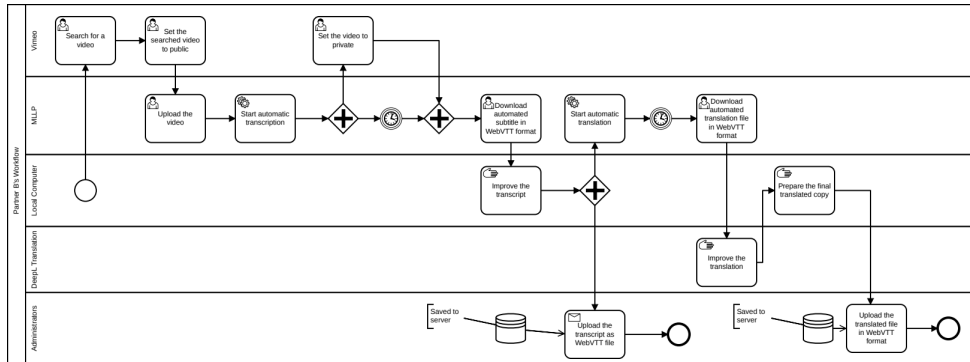 Partner B's Workflow
Vimeo
Search for a
video
Set the
searched video
to public
Set the video to
private
MLLP
Upload the
video
Start automatic
transcription
Download
automated
subtitle in
WebVTT format
Start automatic
translation
Download
automated
translation file
in WebVTT
format
Local Computer
Improve the
transcript
Prepare the final
translated copy
DeepL Translation
Improve the
translation
Administrators
Saved to
server
Upload the
transcript as
WebVTT file
Saved to
server
Upload the
translated file
in WebVTT
format